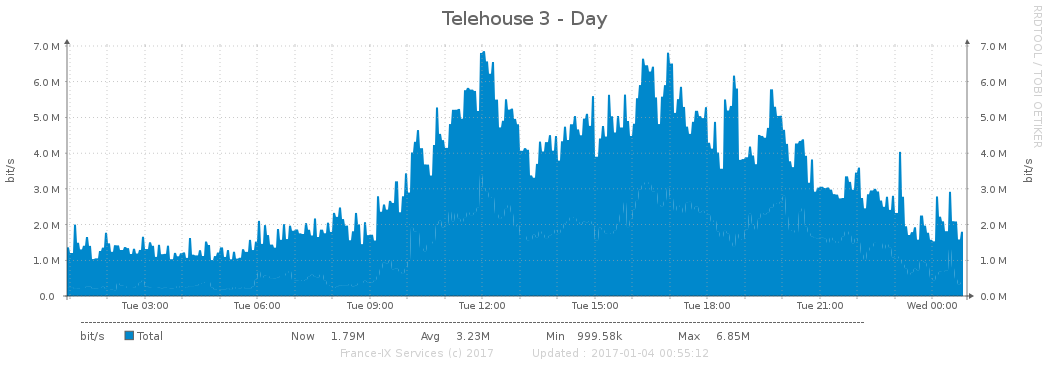 Telehouse 3 - Day
RRDTOOL / TOBI OETIKER
bit/s
bit/s
7.0 M 7.0 M
6.0 M 6.0 M
5.0 M 5.0 M
4.0 M 4.0 M
3.0 M 3.0 M
2.0 M 2.0 M
1.0 M 1.0 M
0.0 0.0 M
Tue 03:00 Tue 06:00 Tue 09:00 Tue 12:00 Tue 15:00 Tue 18:00 Tue 21:00 Wed 00:00
bit/s Total Now 1.79M Avg 3.23M Min 999.58k Max 6.85M
France-IX Services (c) 2017 Updated : 2017-01-04 00:55:12